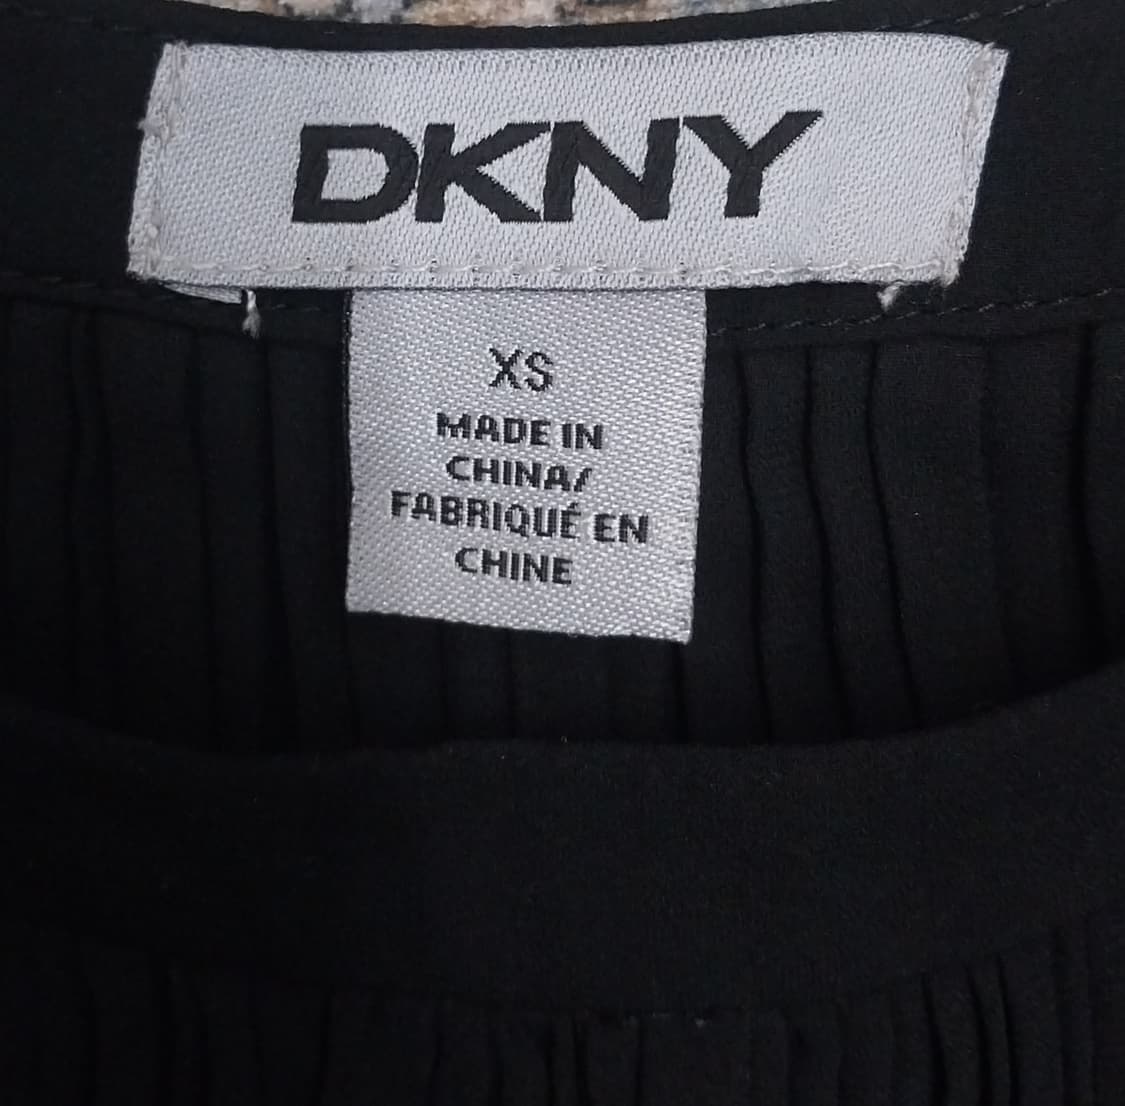 DKNY
XS
MADE IN
CHINA/
FABRIQUÉ EN
CHINE